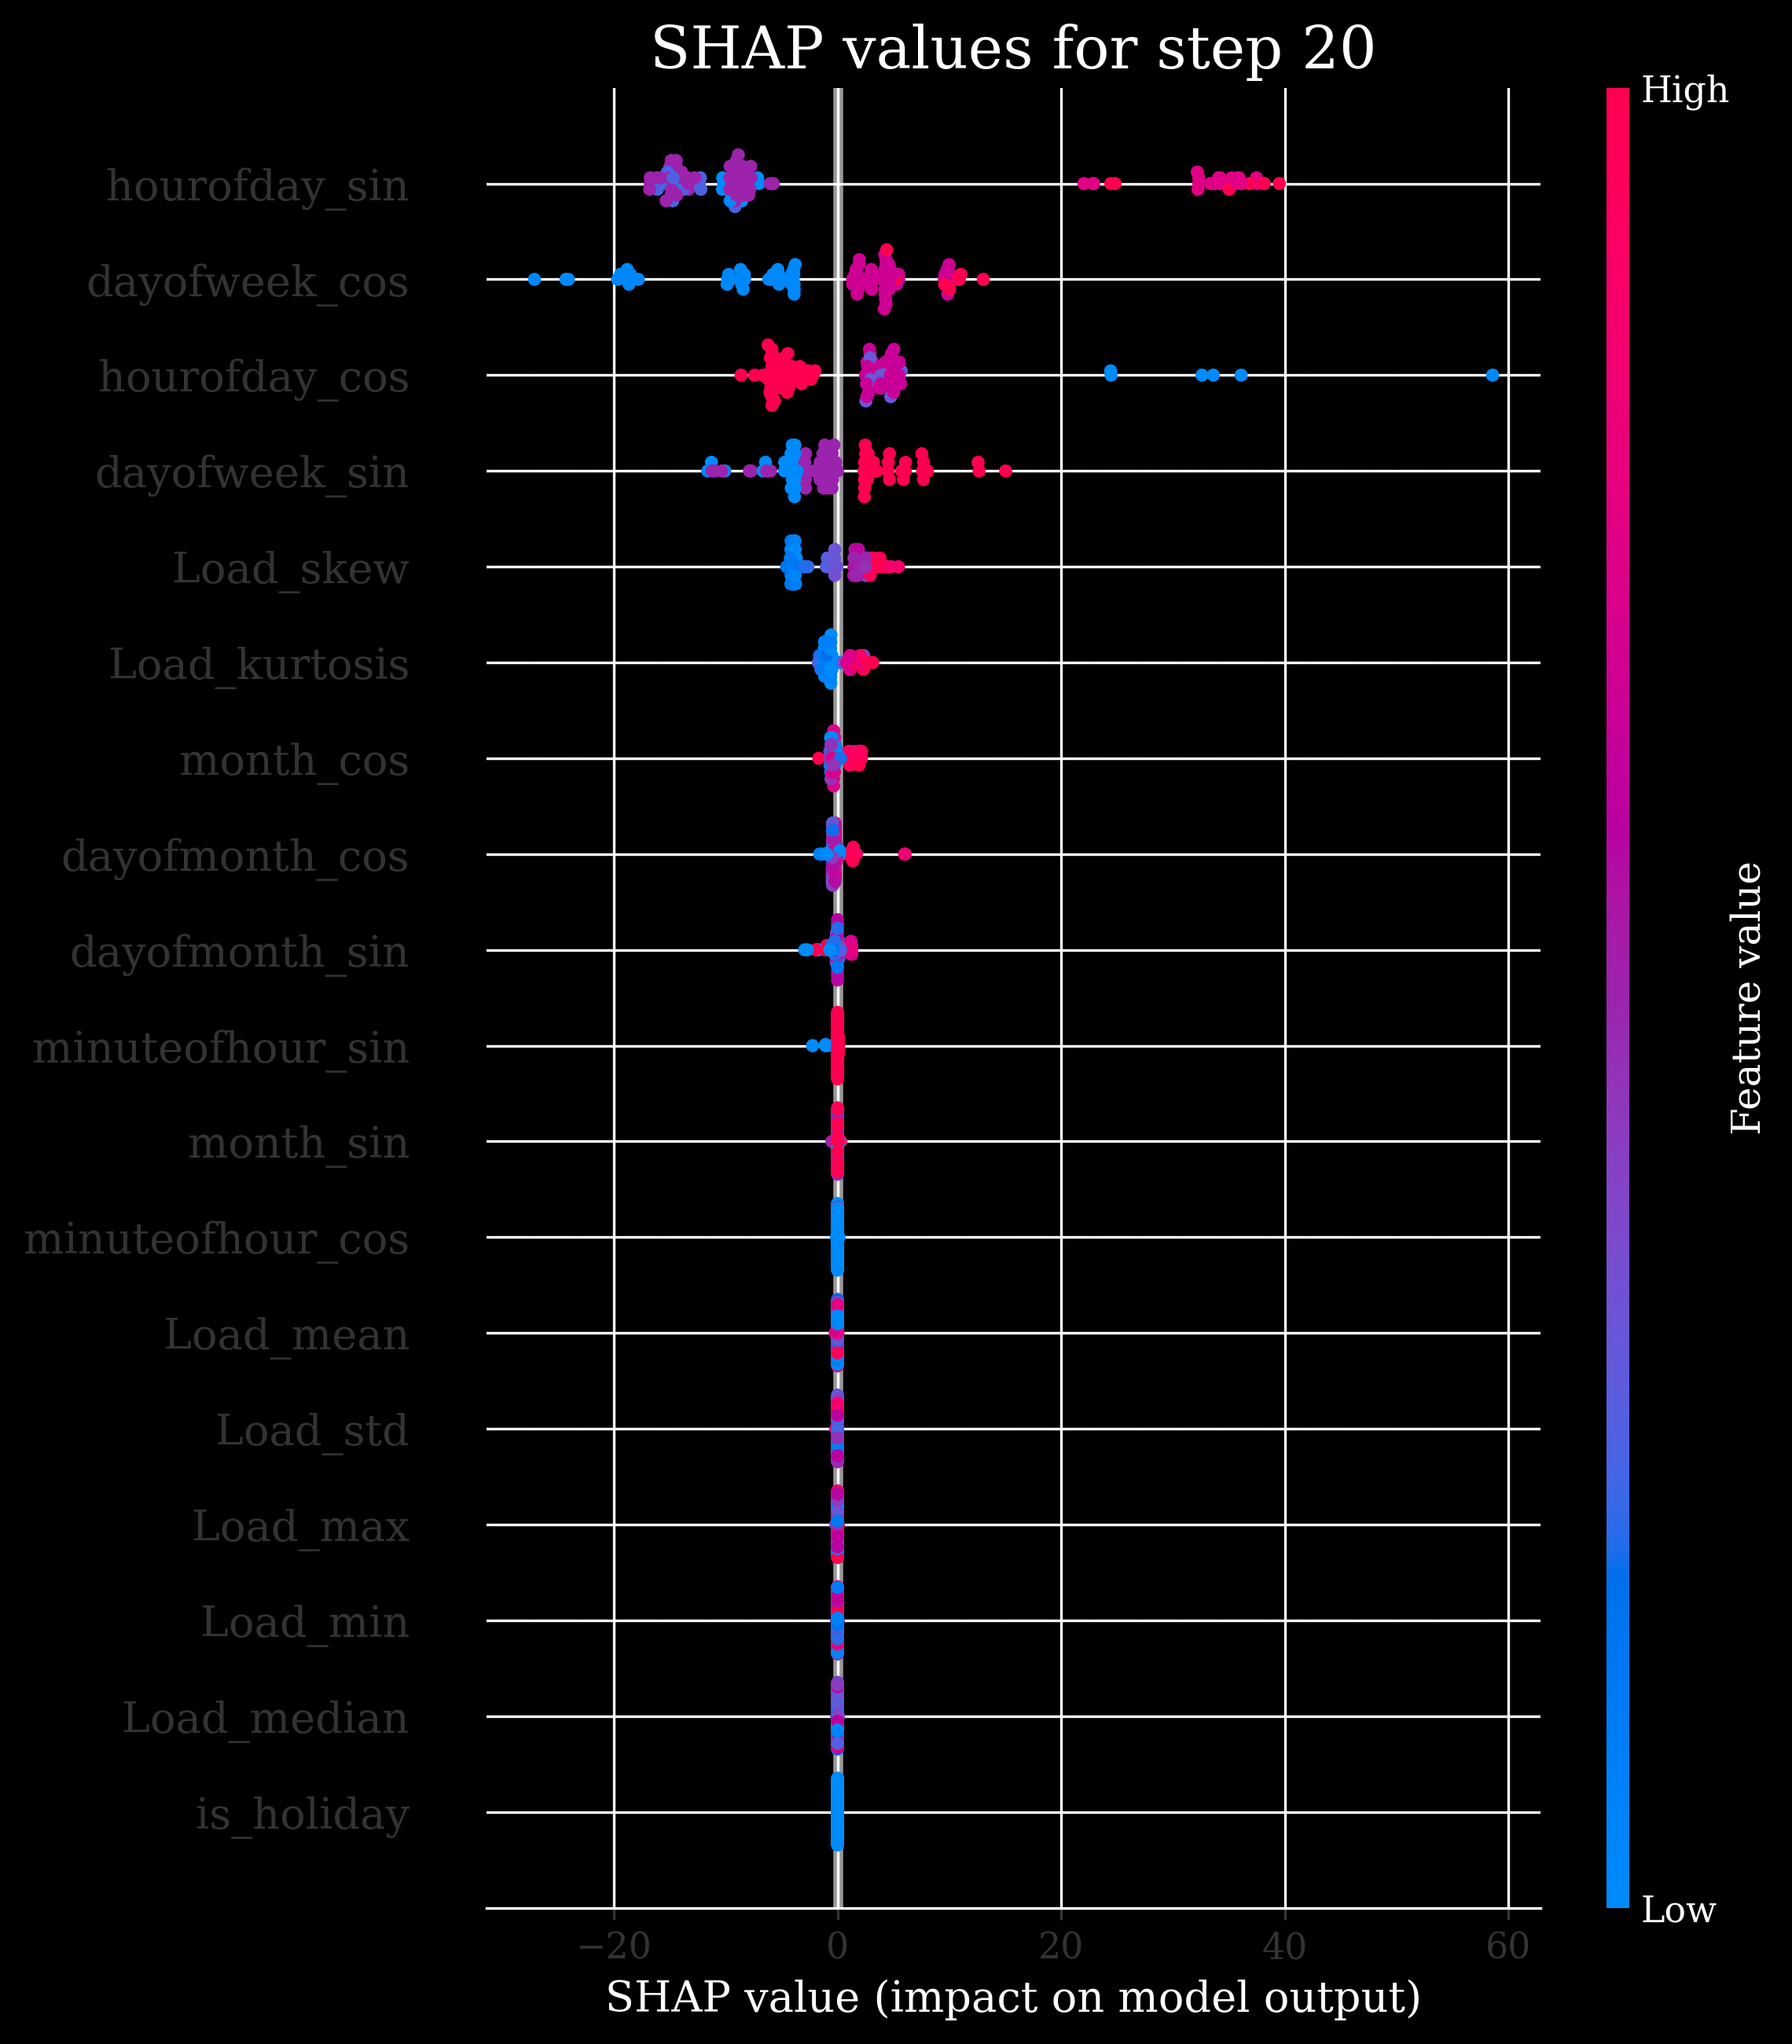 SHAP values for step 20
High
hourofday_sin
dayofweek_cos
hourofday_cos
dayofweek_sin
Load_skew
Load_kurtosis
month_cos
dayofmonth_cos
dayofmonth_sin
minuteofhour_sin
month_sin
minuteofhour_cos
Load_mean
Load_std
Load_max
Load_min
Load_median
is_holiday
Feature value
Low
−20 0 20 40 60
SHAP value (impact on model output)